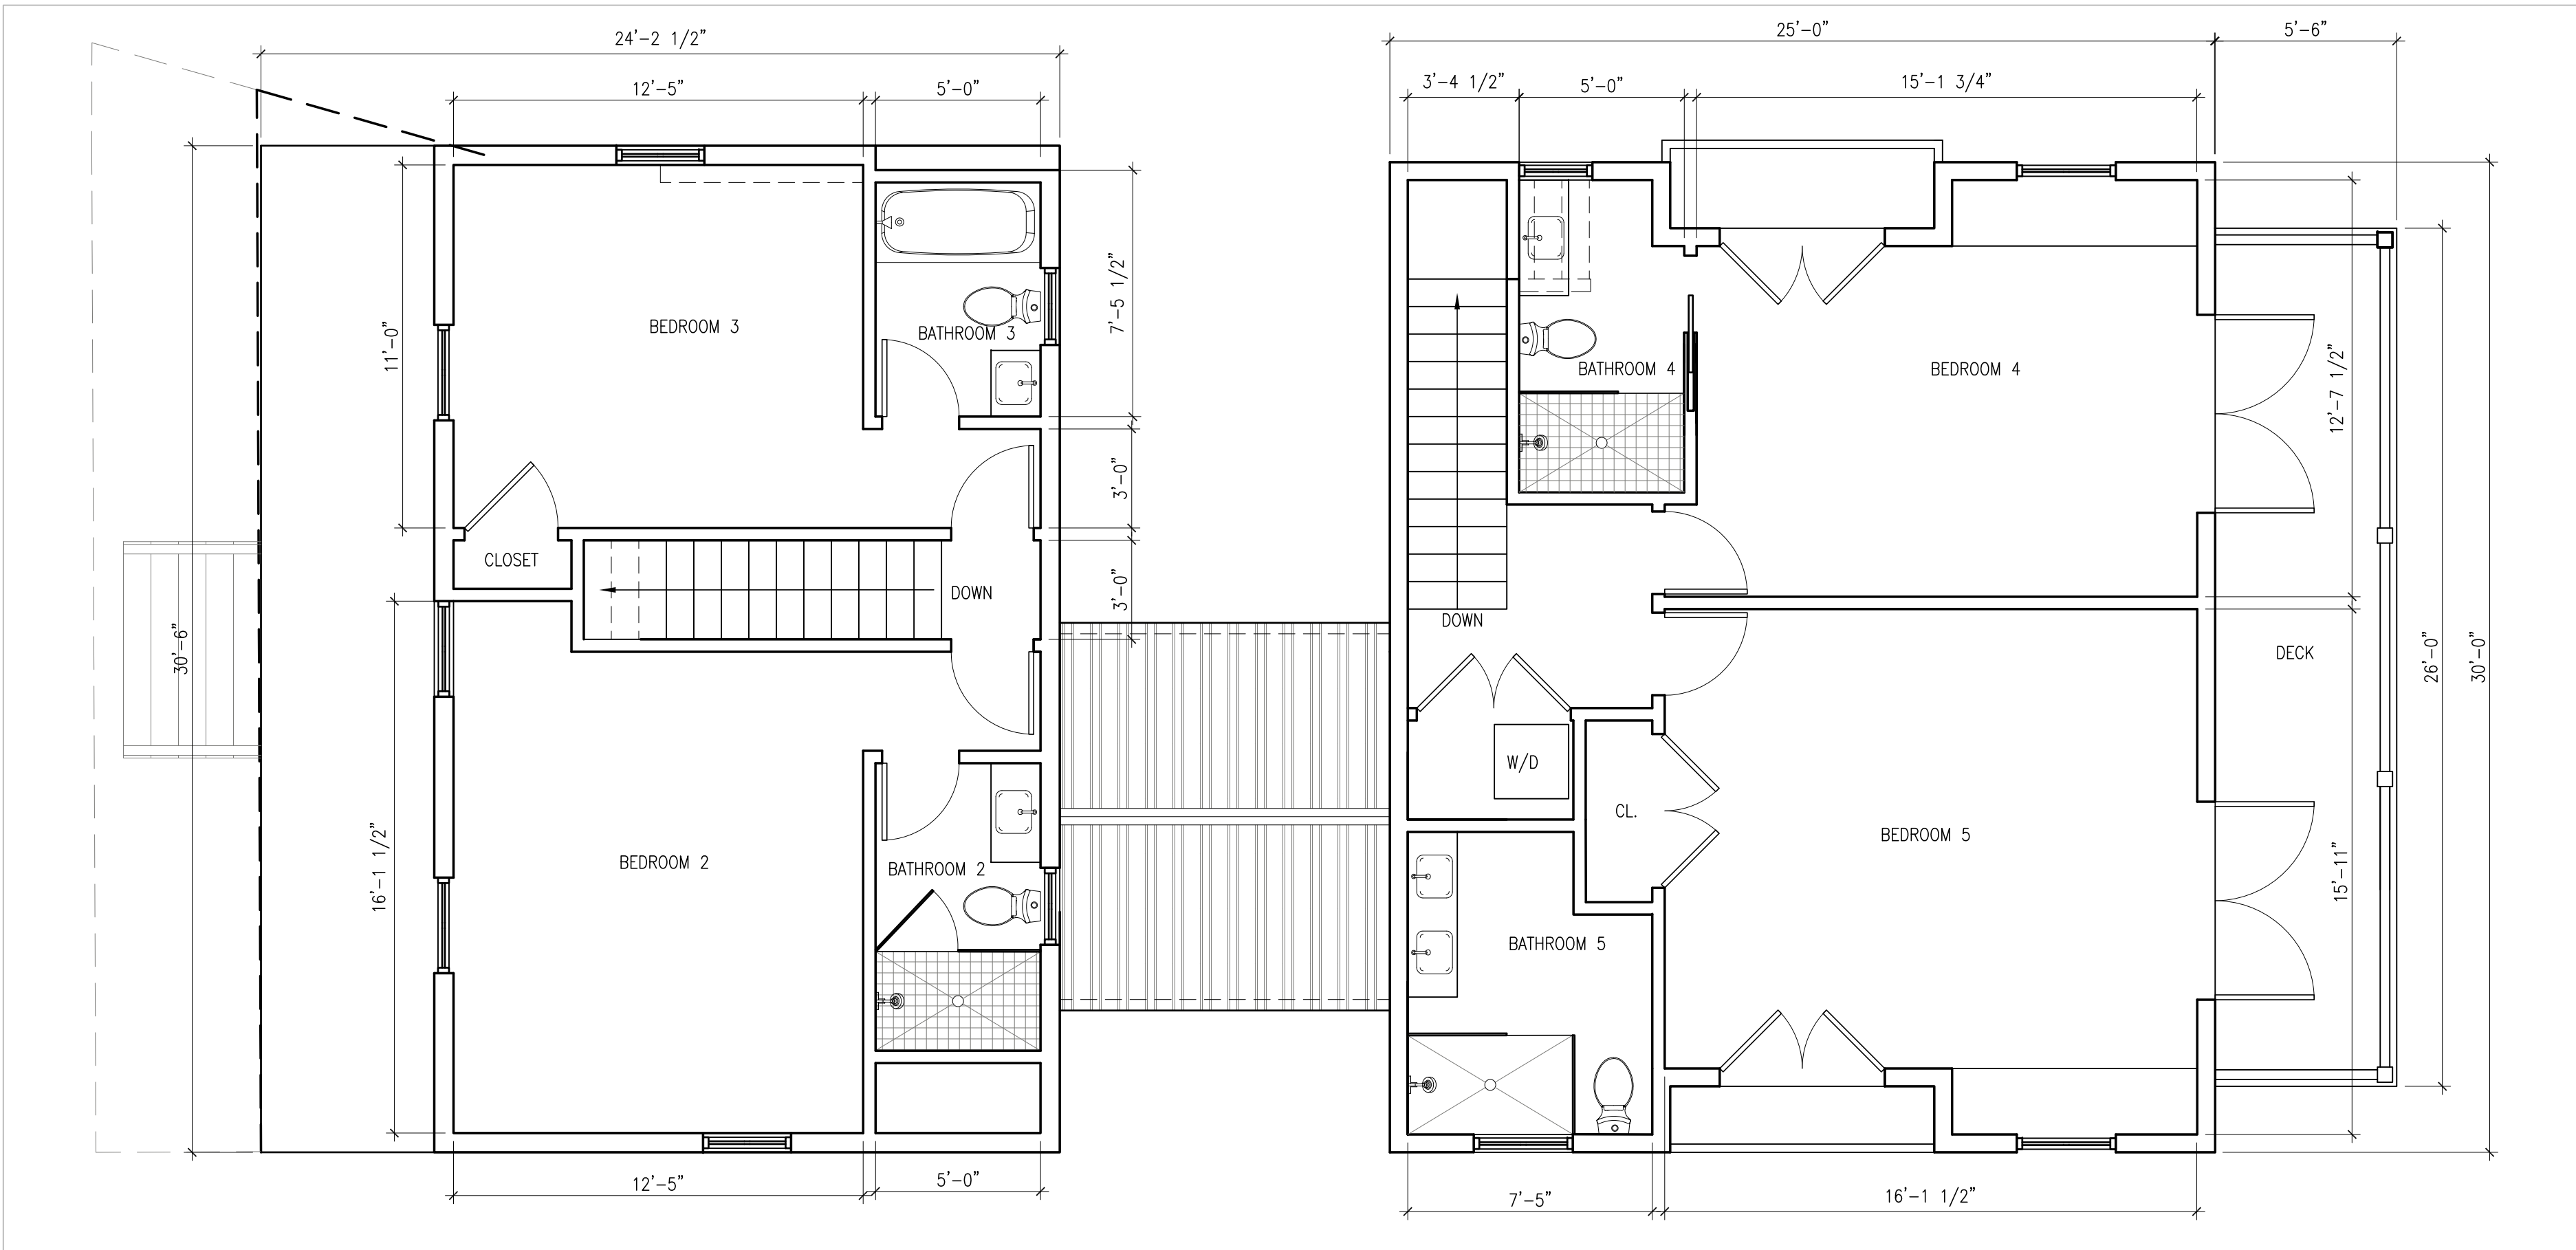 24'-2 1/2"
25'-0"
5'-6"
12'-5"
5'-0"
3'-4 1/2"
5'-0"
15'-1 3/4"
11'-0"
BEDROOM 3
BATHROOM 3
7'-5 1/2"
BATHROOM 4
BEDROOM 4
12'-7 1/2"
3'-0"
CLOSET
DOWN
3'-0"
DOWN
30'-6"
DECK
26'-0"
30'-0"
W/D
CL.
16'-1 1/2"
BEDROOM 2
BATHROOM 2
BEDROOM 5
15'-11"
BATHROOM 5
12'-5"
5'-0"
7'-5"
16'-1 1/2"